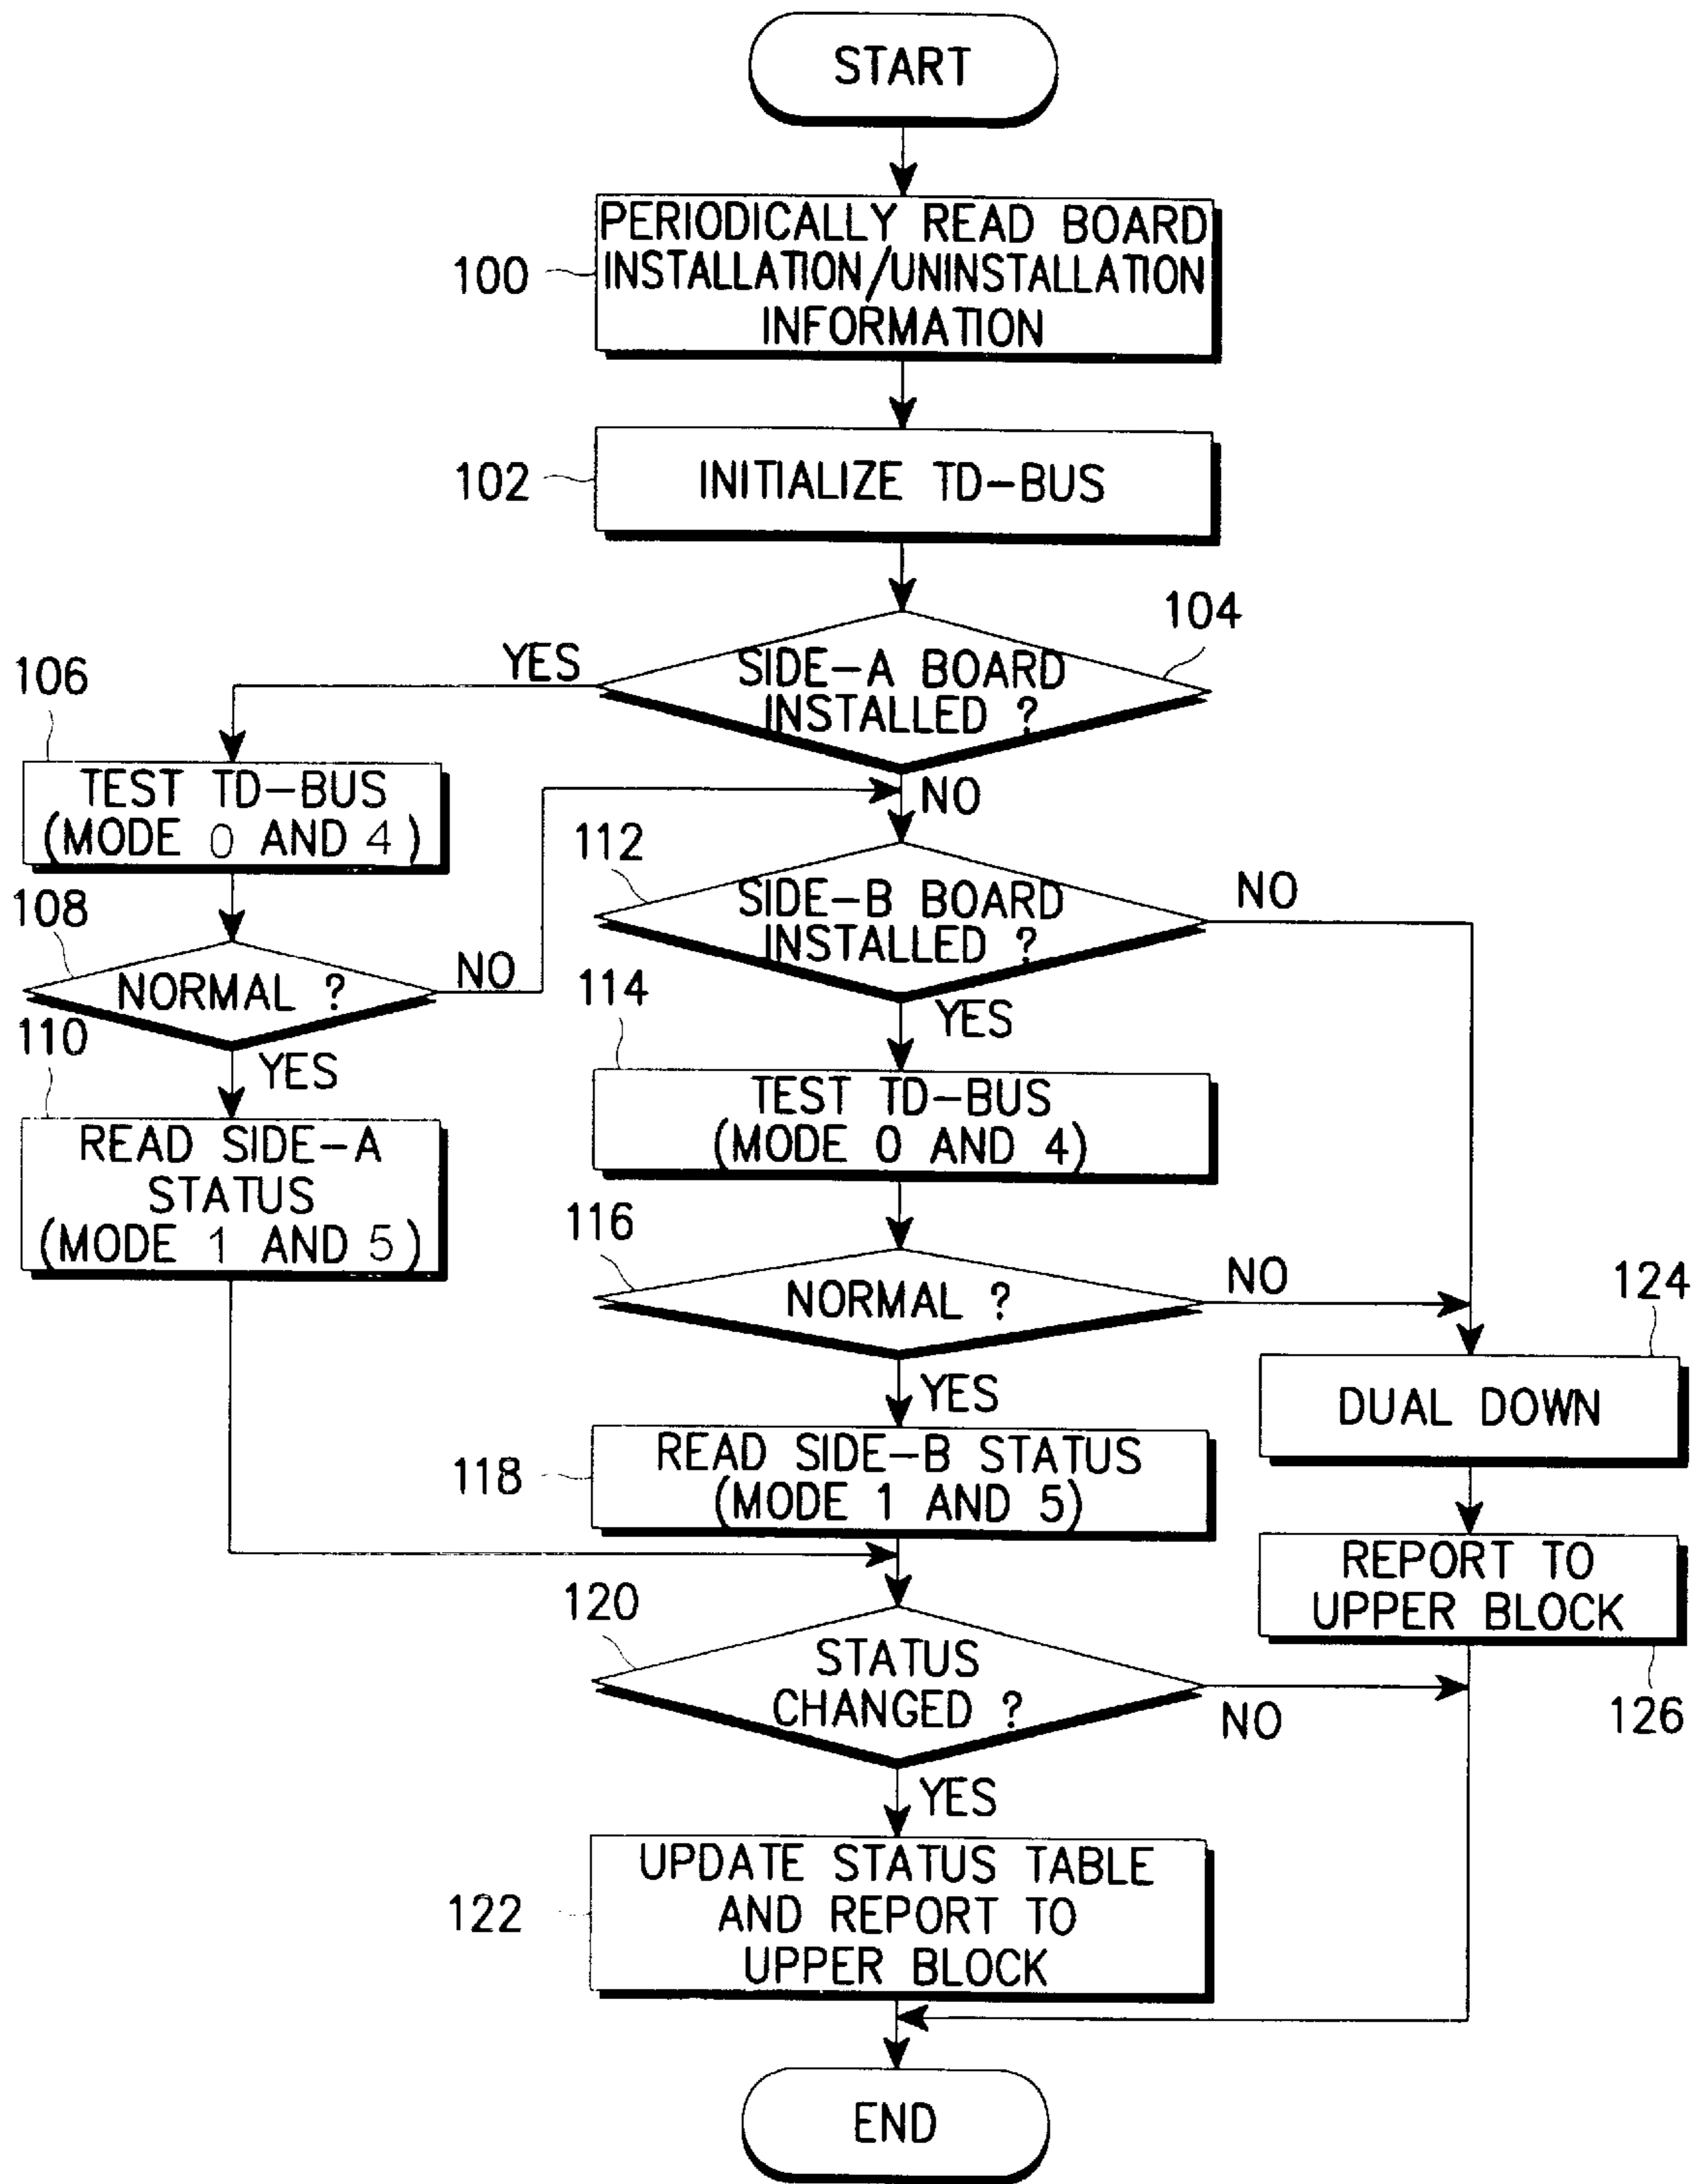 START
PERIODICALLY READ BOARD
INSTALLATION/UNINSTALLATION
INFORMATION
100
102
INITIALIZE TD-BUS
104
YES
SIDE-A BOARD
INSTALLED ?
106
TEST TD-BUS
(MODE 0 AND 4)
NO
112
SIDE-B BOARD
INSTALLED ?
NO
108
NORMAL ?
NO
114
YES
110
YES
TEST TD-BUS
(MODE 0 AND 4)
READ SIDE-A
STATUS
(MODE 1 AND 5)
116
NORMAL ?
NO
124
YES
DUAL DOWN
118
READ SIDE-B STATUS
(MODE 1 AND 5)
REPORT TO
UPPER BLOCK
120
STATUS
CHANGED ?
NO
126
YES
122
UPDATE STATUS TABLE
AND REPORT TO
UPPER BLOCK
END